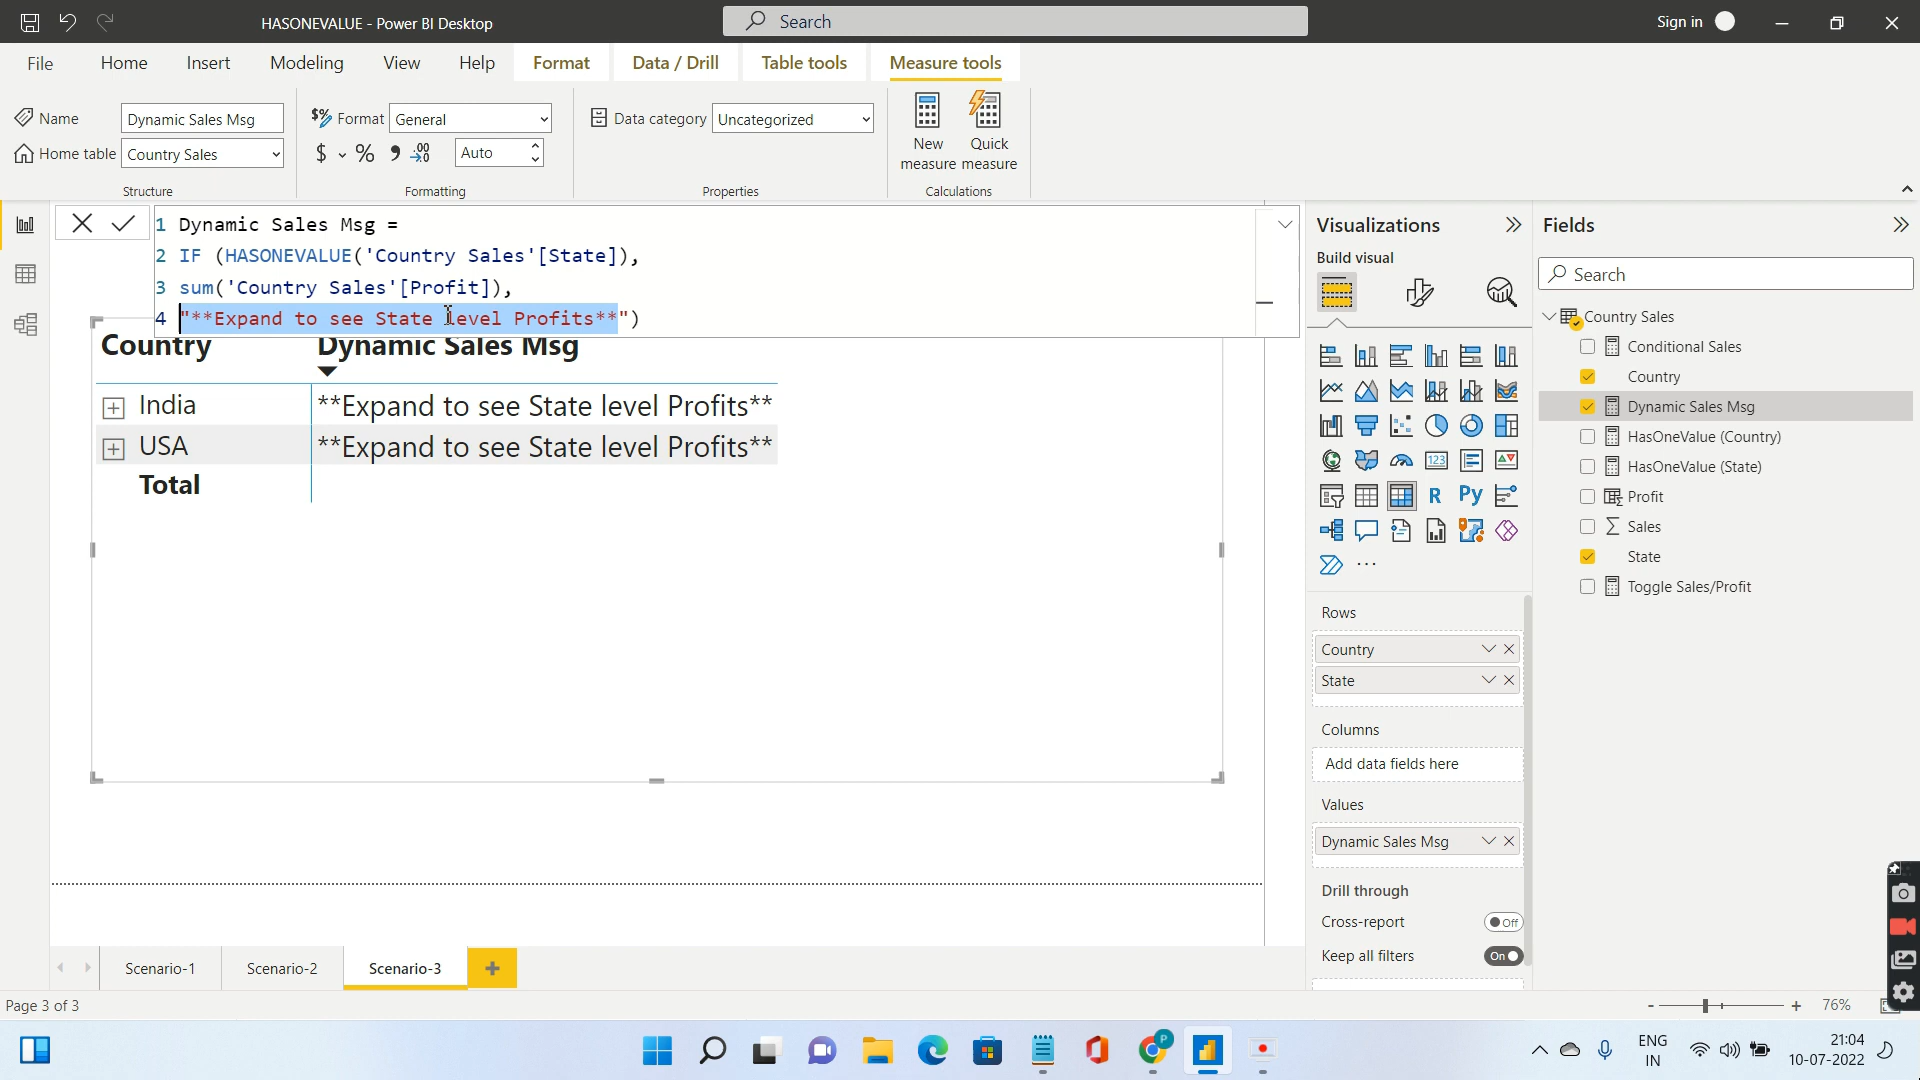 HASONEVALUE - Power BI Desktop
Search
Sign in
File Home Insert Modeling View Help Format Data / Drill Table tools Measure tools
Name Dynamic Sales Msg
Home table Country Sales
Structure
Format General
$ % , .00 Auto
Formatting
Data category Uncategorized
Properties
New measure
Quick measure
Calculations
1 Dynamic Sales Msg =
2 IF (HASONEVALUE('Country Sales'[State]),
3 sum('Country Sales'[Profit]),
4 "**Expand to see State level Profits**")
Country Dynamic Sales Msg
India **Expand to see State level Profits**
USA **Expand to see State level Profits**
Total
Visualizations
Build visual
123
R
Py
...
Rows
Country
State
Columns
Add data fields here
Values
Dynamic Sales Msg
Drill through
Cross-report Off
Keep all filters On
Fields
Search
Country Sales
Conditional Sales
Country
Dynamic Sales Msg
HasOneValue (Country)
HasOneValue (State)
Profit
Sales
State
Toggle Sales/Profit
Scenario-1 Scenario-2 Scenario-3 +
Page 3 of 3
- + 76%
P
ENG
IN
21:04
10-07-2022